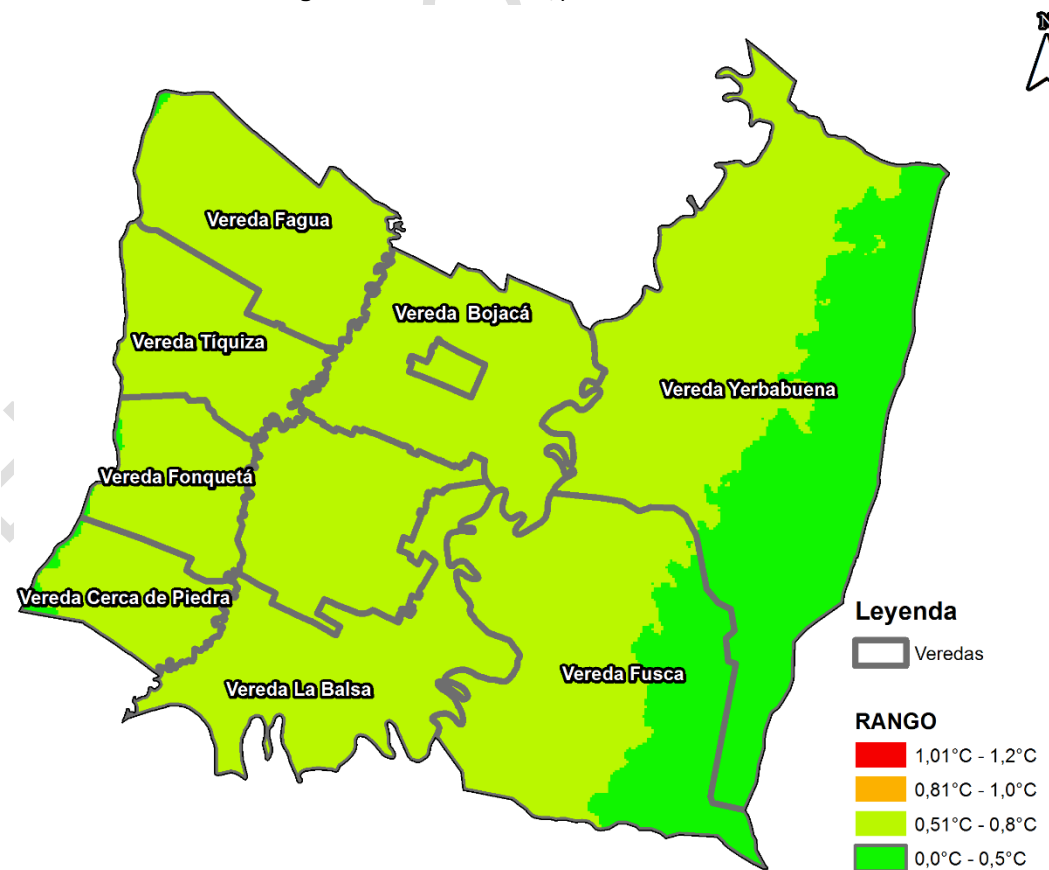 N
Vereda Fagua
Vereda Bojacá
Vereda Tíquiza
Vereda Yerbabuena
Vereda Fonquetá
Vereda Cerca de Piedra
Vereda Fusca
Vereda La Balsa
Leyenda
Veredas
RANGO
1,01°C - 1,2°C
0,81°C - 1,0°C
0,51°C - 0,8°C
0,0°C - 0,5°C